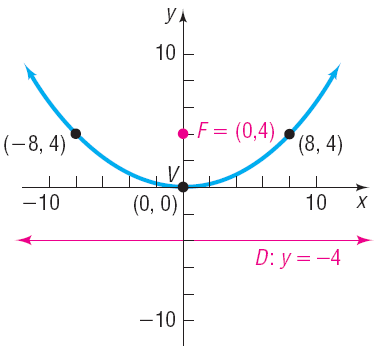 y
10
F = (0,4)
(−8, 4)
(8, 4)
V
−10
(0, 0)
10
x
D: y = −4
−10